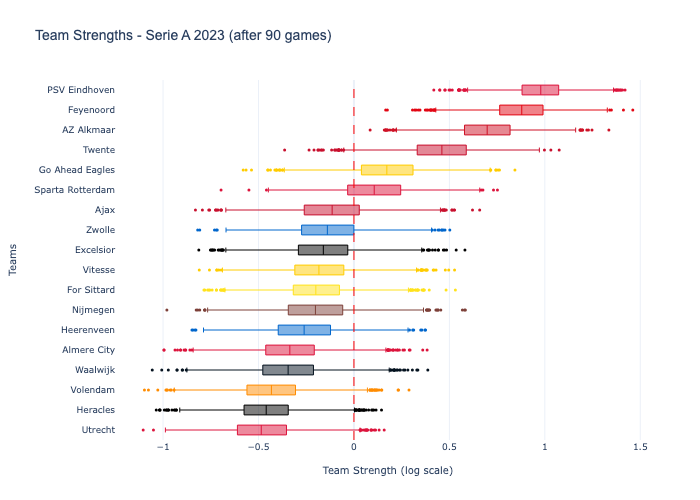 Team Strengths - Serie A 2023 (after 90 games)
PSV Eindhoven
Feyenoord
AZ Alkmaar
Twente
Go Ahead Eagles
Sparta Rotterdam
Ajax
Zwolle
Excelsior
Vitesse
For Sittard
Nijmegen
Heerenveen
Almere City
Waalwijk
Volendam
Heracles
Utrecht
Teams
−1 −0.5 0 0.5 1 1.5
Team Strength (log scale)